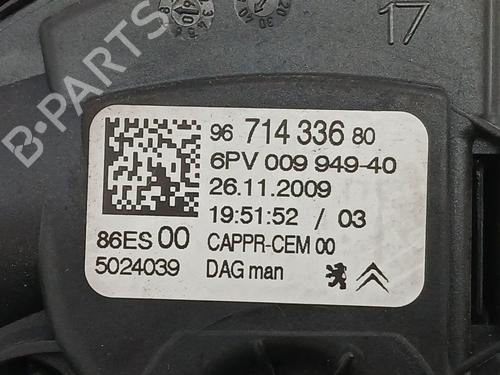 B-PARTS
17
96 714 336 80
6PV 009 949-40
26.11.2009
19:51:52 / 03
86ES 00 CAPPR-CEM 00
5024039 DAG man